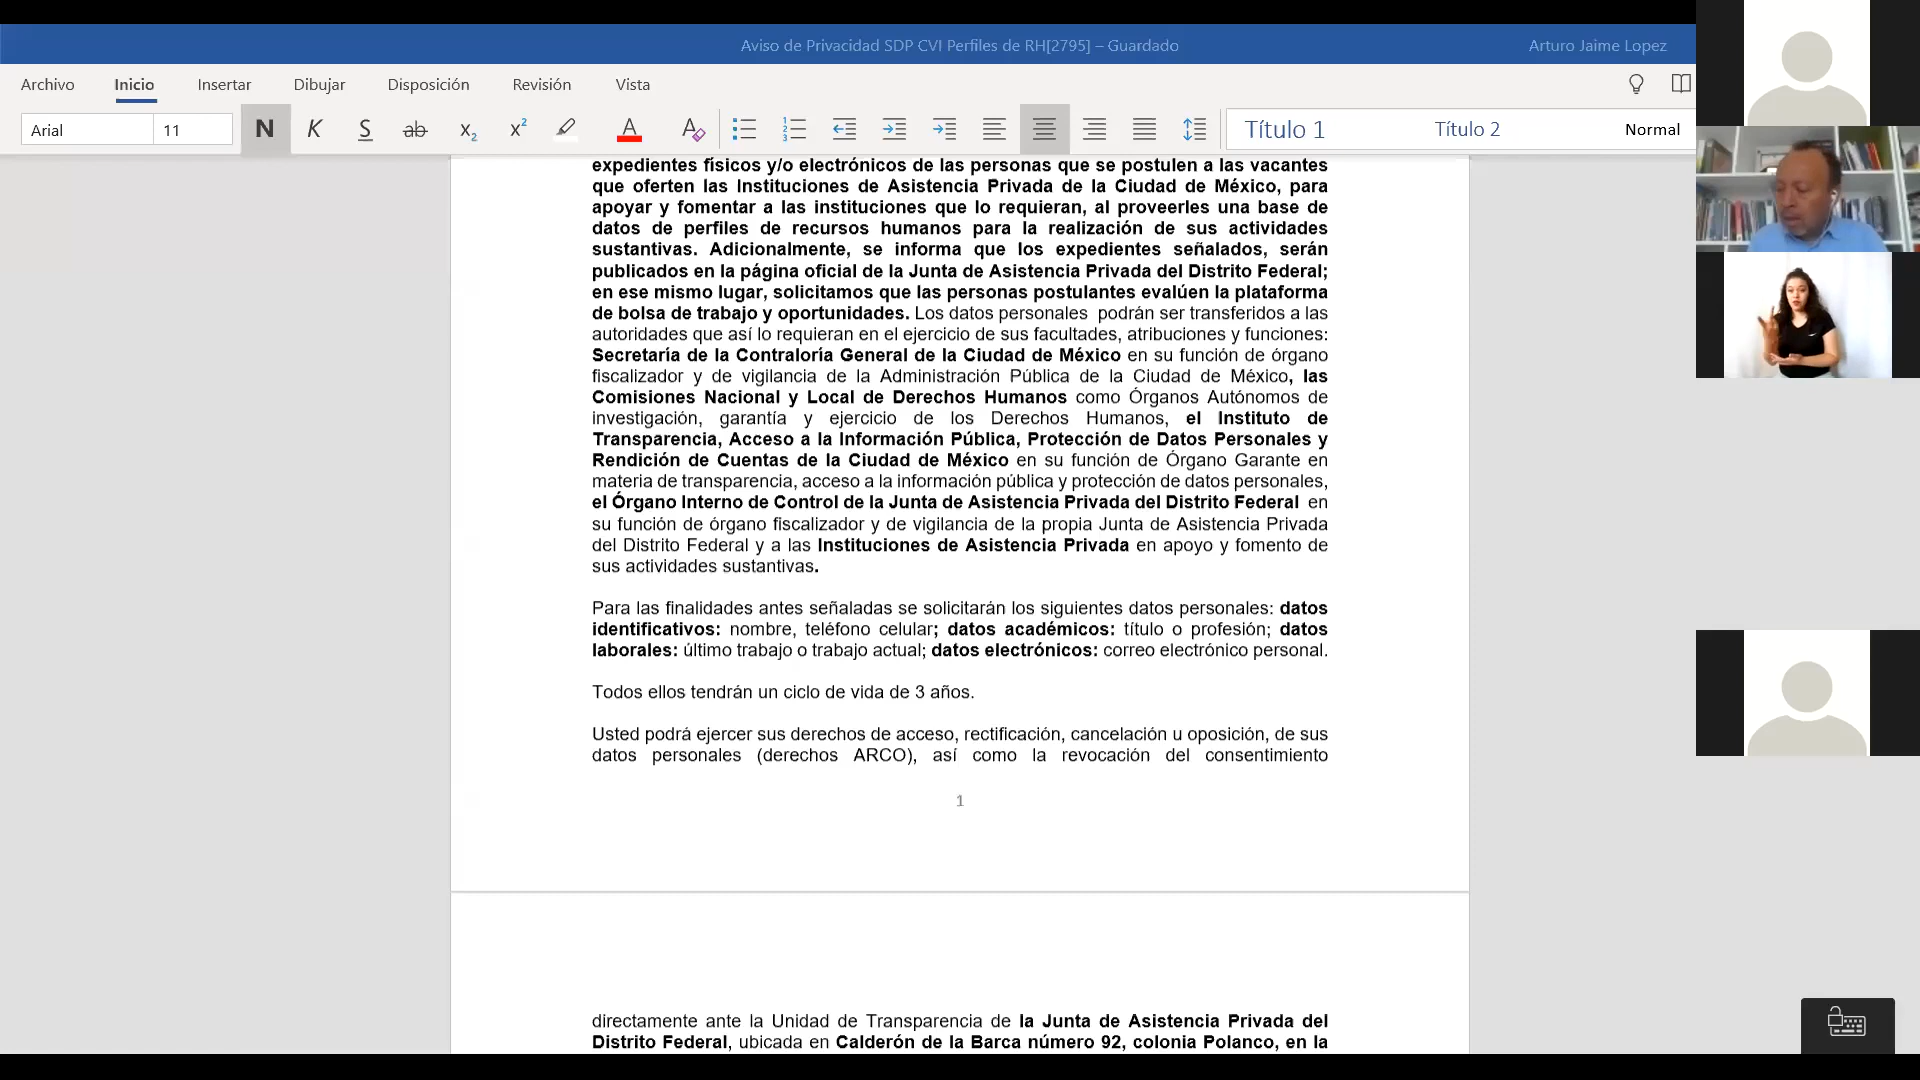 Aviso de Privacidad SDP CVI Perfiles de RH[2795] – Guardado
Arturo Jaime Lopez
Archivo Inicio Insertar Dibujar Disposición Revisión Vista
Arial 11 N K S ab x₂ x² A A Título 1 Título 2 Normal
expedientes físicos y/o electrónicos de las personas que se postulen a las vacantes
que oferten las Instituciones de Asistencia Privada de la Ciudad de México, para
apoyar y fomentar a las instituciones que lo requieran, al proveerles una base de
datos de perfiles de recursos humanos para la realización de sus actividades
sustantivas. Adicionalmente, se informa que los expedientes señalados, serán
publicados en la página oficial de la Junta de Asistencia Privada del Distrito Federal;
en ese mismo lugar, solicitamos que las personas postulantes evalúen la plataforma
de bolsa de trabajo y oportunidades. Los datos personales podrán ser transferidos a las
autoridades que así lo requieran en el ejercicio de sus facultades, atribuciones y funciones:
Secretaría de la Contraloría General de la Ciudad de México en su función de órgano
fiscalizador y de vigilancia de la Administración Pública de la Ciudad de México, las
Comisiones Nacional y Local de Derechos Humanos como Órganos Autónomos de
investigación, garantía y ejercicio de los Derechos Humanos, el Instituto de
Transparencia, Acceso a la Información Pública, Protección de Datos Personales y
Rendición de Cuentas de la Ciudad de México en su función de Órgano Garante en
materia de transparencia, acceso a la información pública y protección de datos personales,
el Órgano Interno de Control de la Junta de Asistencia Privada del Distrito Federal en
su función de órgano fiscalizador y de vigilancia de la propia Junta de Asistencia Privada
del Distrito Federal y a las Instituciones de Asistencia Privada en apoyo y fomento de
sus actividades sustantivas.
Para las finalidades antes señaladas se solicitarán los siguientes datos personales: datos
identificativos: nombre, teléfono celular; datos académicos: título o profesión; datos
laborales: último trabajo o trabajo actual; datos electrónicos: correo electrónico personal.
Todos ellos tendrán un ciclo de vida de 3 años.
Usted podrá ejercer sus derechos de acceso, rectificación, cancelación u oposición, de sus
datos personales (derechos ARCO), así como la revocación del consentimiento
1
directamente ante la Unidad de Transparencia de la Junta de Asistencia Privada del
Distrito Federal, ubicada en Calderón de la Barca número 92, colonia Polanco, en la